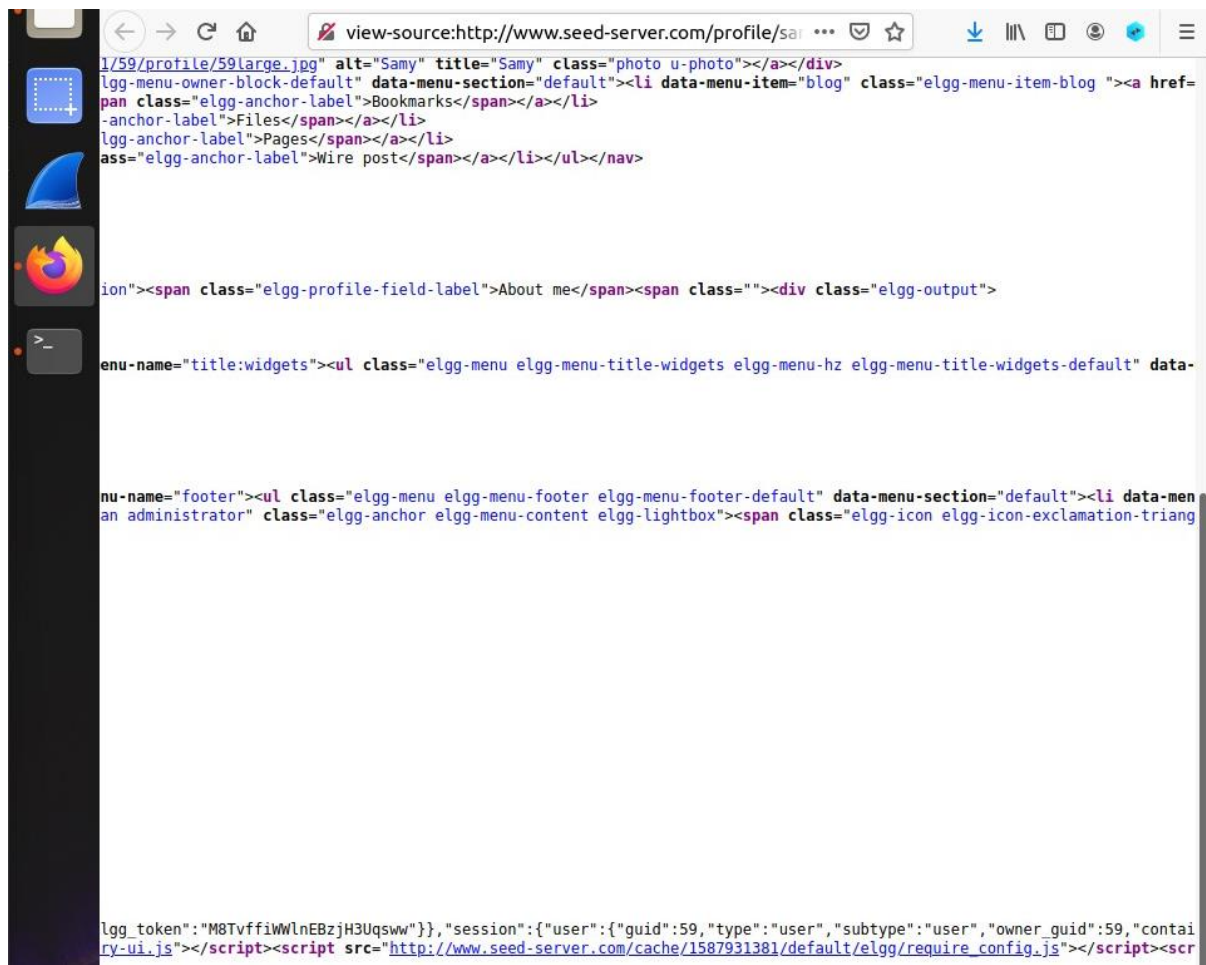 view-source:http://www.seed-server.com/profile/sa
1/59/profile/59large.jpg" alt="Samy" title="Samy" class="photo u-photo"></a></div>
lgg-menu-owner-block-default" data-menu-section="default"><li data-menu-item="blog" class="elgg-menu-item-blog "><a href=
pan class="elgg-anchor-label">Bookmarks</span></a></li>
-anchor-label">Files</span></a></li>
lgg-anchor-label">Pages</span></a></li>
ass="elgg-anchor-label">Wire post</span></a></li></ul></nav>
ion"><span class="elgg-profile-field-label">About me</span><span class=""><div class="elgg-output">
enu-name="title:widgets"><ul class="elgg-menu elgg-menu-title-widgets elgg-menu-hz elgg-menu-title-widgets-default" data-
nu-name="footer"><ul class="elgg-menu elgg-menu-footer elgg-menu-footer-default" data-menu-section="default"><li data-men
an administrator" class="elgg-anchor elgg-menu-content elgg-lightbox"><span class="elgg-icon elgg-icon-exclamation-triang
lgg_token":"M8TvffiWWlnEBzjH3Uqsww"}},"session":{"user":{"guid":59,"type":"user","subtype":"user","owner_guid":59,"contai
ry-ui.js"></script><script src="http://www.seed-server.com/cache/1587931381/default/elgg/require_config.js"></script><scr